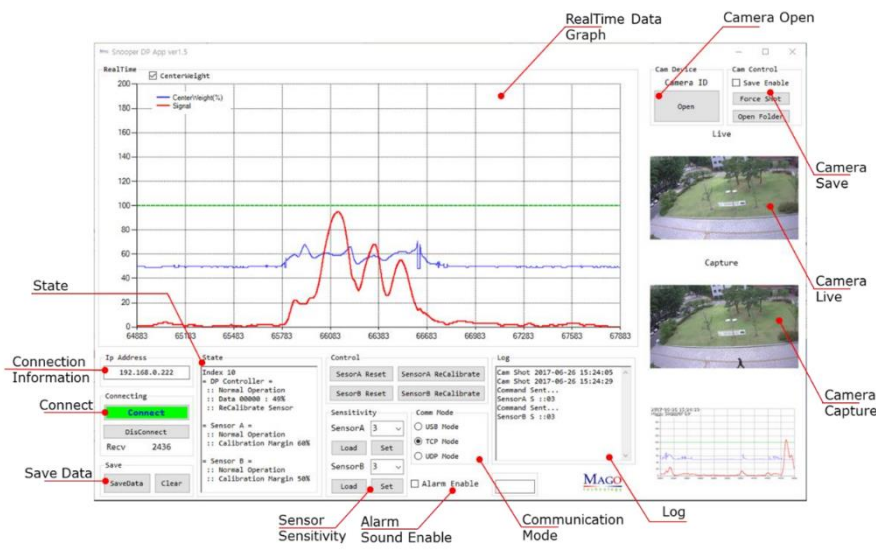 RealTime Data
Graph
Camera Open
Snooper DP App ver1.5
RealTime
CenterWeight
200
180
160
140
120
100
80
60
40
20
0
CenterWeight(%)
Signal
64883
65183
65483
65783
66083
66383
66683
66983
67283
67583
67883
Cam Device
Camera ID
Open
Cam Control
Save Enable
Force Shot
Open Folder
Live
Camera
Save
Capture
Camera
Live
Camera
Capture
State
Connection
Information
Connect
Save Data
Ip Address
192.168.0.222
Connecting
Connect
DisConnect
Recv 2436
Save
SaveData
Clear
State
Index 10
= DP Controller =
:: Normal Operation
:: Data 00000 : 49%
:: ReCalibrate Sensor
= Sensor A =
:: Normal Operation
:: Calibration Margin 60%
= Sensor B =
:: Normal Operation
:: Calibration Margin 50%
Control
SesorA Reset
SensorA ReCalibrate
SesorB Reset
SensorB ReCalibrate
Sensitivity
SensorA 3
Load
Set
SensorB 3
Load
Set
Comm Mode
USB Mode
TCP Mode
UDP Mode
Alarm Enable
Log
Cam Shot 2017-06-26 15:24:05
Cam Shot 2017-06-26 15:24:29
Command Sent...
SensorA S ::03
Command Sent...
SensorB S ::03
MAGO
Sensor
Sensitivity
Alarm
Sound Enable
Communication
Mode
Log